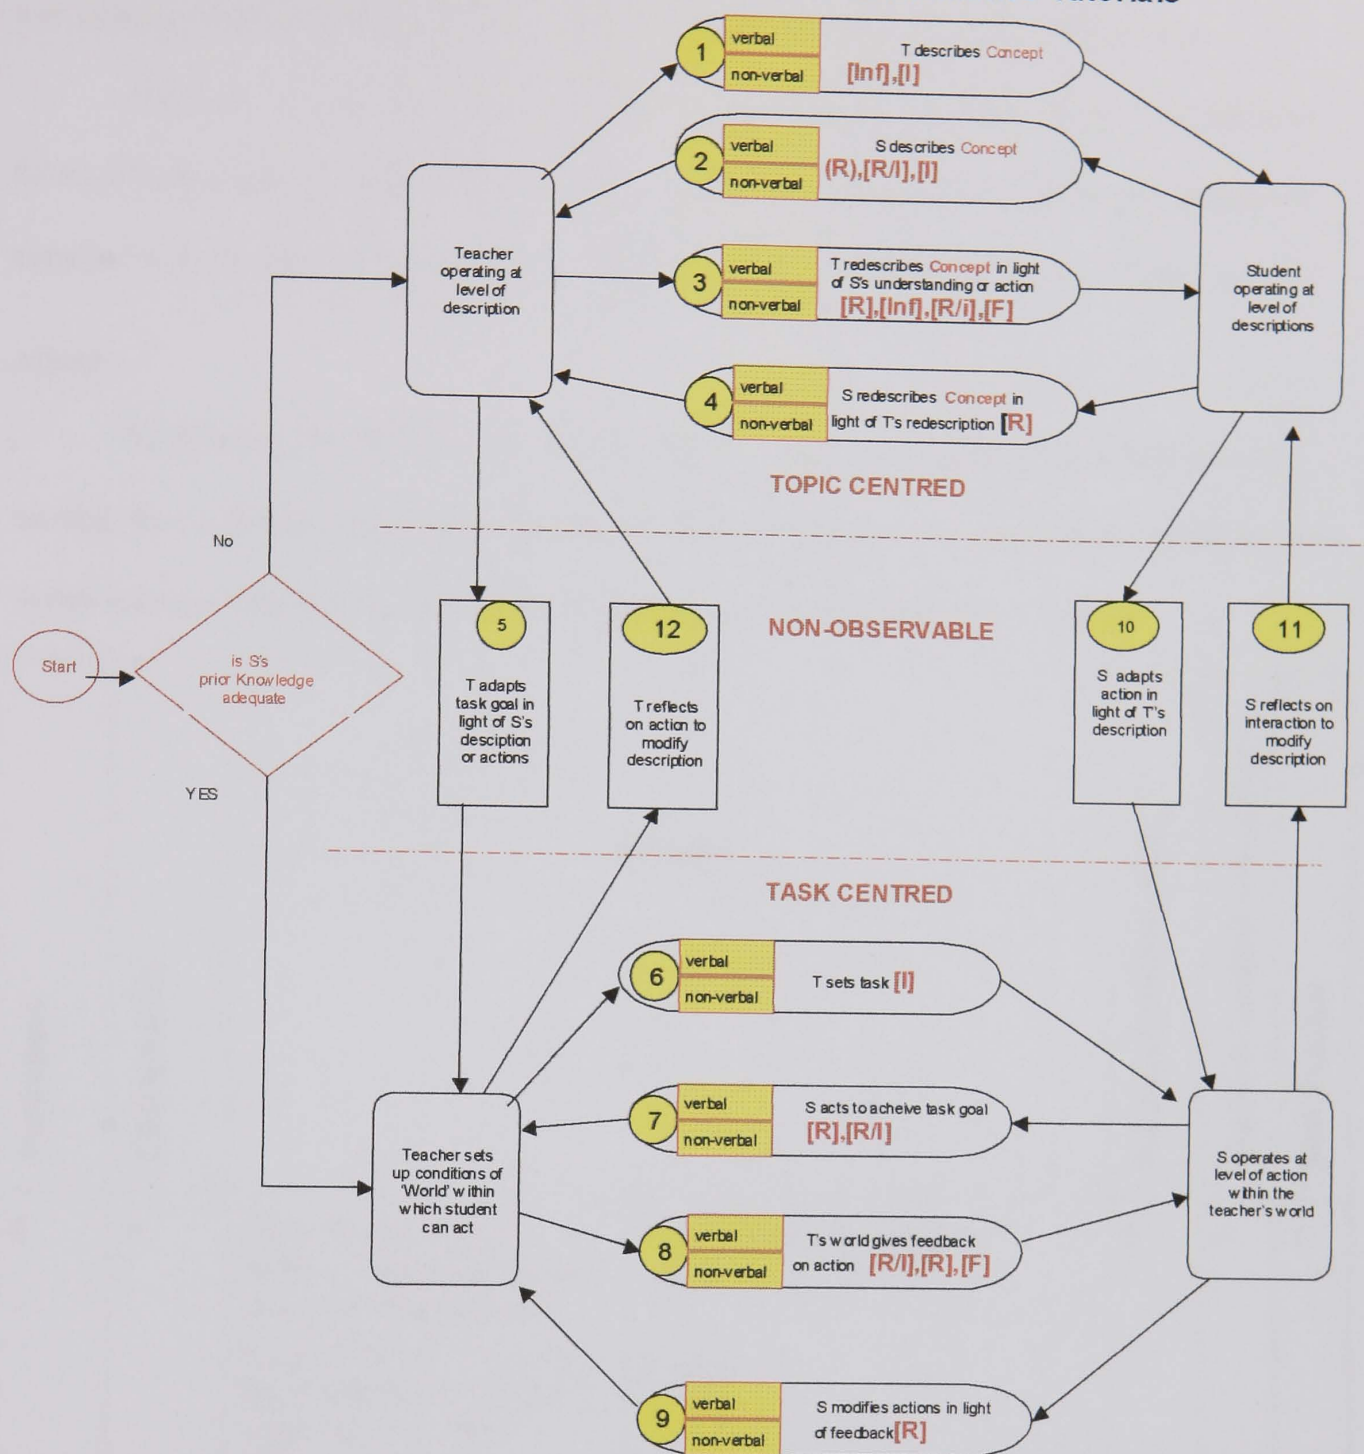 1
verbal
non-verbal
T describes Concept
[Inf],[I]
2
verbal
non-verbal
S describes Concept
(R),[R/I],[I]
Teacher
operating at
level of
description
3
verbal
non-verbal
T redescribes Concept in light
of S's understanding or action
[R],[Inf],[R/i],[F]
Student
operating at
level of
descriptions
4
verbal
non-verbal
S redescribes Concept in
light of T's redescription [R]
TOPIC CENTRED
No
Start
is S's
prior Knowledge
adequate
YES
5
T adapts
task goal in
light of S's
desciption
or actions
12
T reflects
on action to
modify
description
NON-OBSERVABLE
10
S adapts
action in
light of T's
description
11
S reflects on
interaction to
modify
description
TASK CENTRED
6
verbal
non-verbal
T sets task [I]
7
verbal
non-verbal
S acts to acheive task goal
[R],[R/I]
Teacher sets
up conditions of
'World' within
which student
can act
8
verbal
non-verbal
T's world gives feedback
on action [R/I],[R],[F]
S operates at
level of action
within the
teacher's world
9
verbal
non-verbal
S modifies actions in light
of feedback[R]